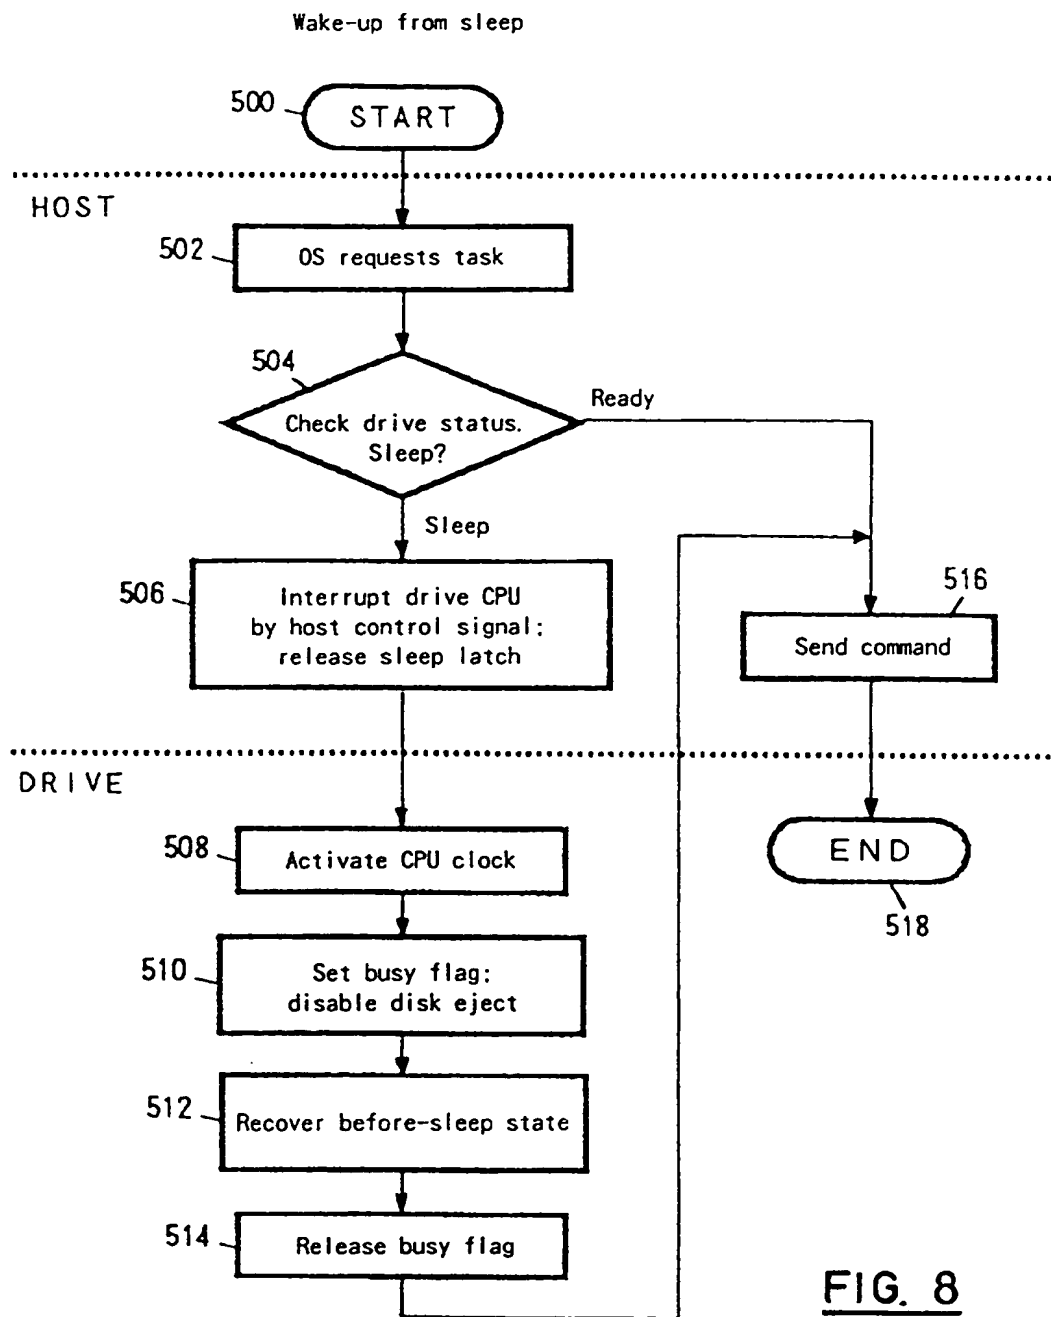 Wake-up from sleep
500
START
HOST
502
OS requests task
504
Check drive status.
Sleep?
Ready
Sleep
506
Interrupt drive CPU
by host control signal;
release sleep latch
516
Send command
DRIVE
508
Activate CPU clock
END
518
510
Set busy flag;
disable disk eject
512
Recover before-sleep state
514
Release busy flag
FIG. 8